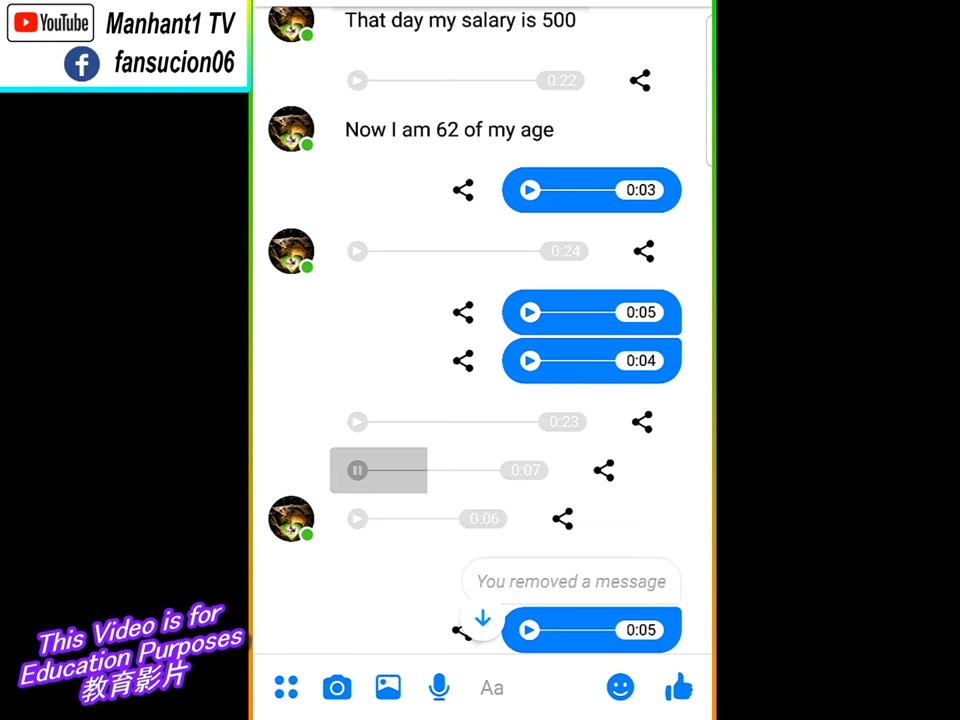 YouTube Manhant1 TV
fansucion06
That day my salary is 500
0:22
Now I am 62 of my age
0:03
0:24
0:05
0:04
0:23
0:07
0:06
You removed a message
0:05
Aa
This Video is for
Education Purposes
教育影片